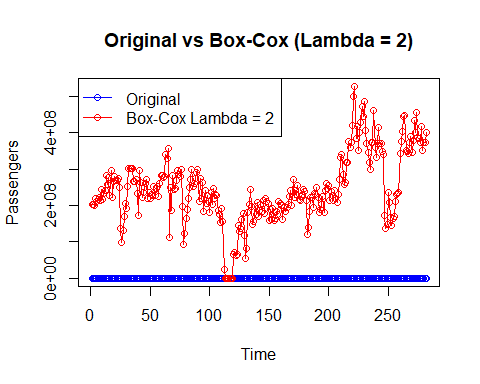 Original vs Box-Cox (Lambda = 2)
Original
Box-Cox Lambda = 2
Passengers
4e+08
2e+08
0e+00
0 50 100 150 200 250
Time